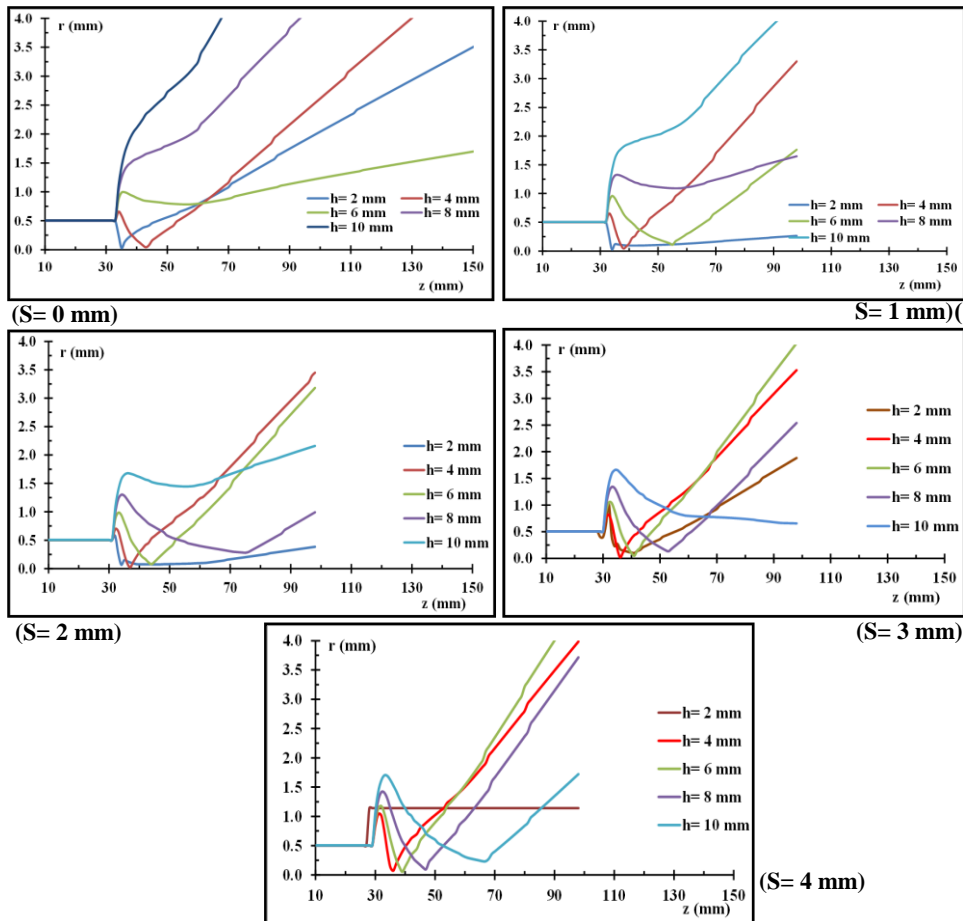 4.0 r (mm)
3.5
3.0
2.5
2.0
1.5
1.0
0.5
0.0
h= 2 mm h= 4 mm
h= 6 mm h= 8 mm
h= 10 mm
10 30 50 70 90 110 130 150
z (mm)
(S= 0 mm)
4.0 r (mm)
3.5
3.0
2.5
2.0
1.5
1.0
0.5
0.0
h= 2 mm h= 4 mm
h= 6 mm h= 8 mm
h= 10 mm
10 30 50 70 90 110 130 150
z (mm)
S= 1 mm)(
4.0 r (mm)
3.5
3.0
2.5
2.0
1.5
1.0
0.5
0.0
h= 2 mm
h= 4 mm
h= 6 mm
h= 8 mm
h= 10 mm
10 30 50 70 90 110 130 150
z (mm)
(S= 2 mm)
4.0 r (mm)
3.5
3.0
2.5
2.0
1.5
1.0
0.5
0.0
h= 2 mm
h= 4 mm
h= 6 mm
h= 8 mm
h= 10 mm
10 30 50 70 90 110 130 150
z (mm)
(S= 3 mm)
4.0 r (mm)
3.5
3.0
2.5
2.0
1.5
1.0
0.5
0.0
h= 2 mm
h= 4 mm
h= 6 mm
h= 8 mm
h= 10 mm
10 30 50 70 90 110 130 150
z (mm)
(S= 4 mm)